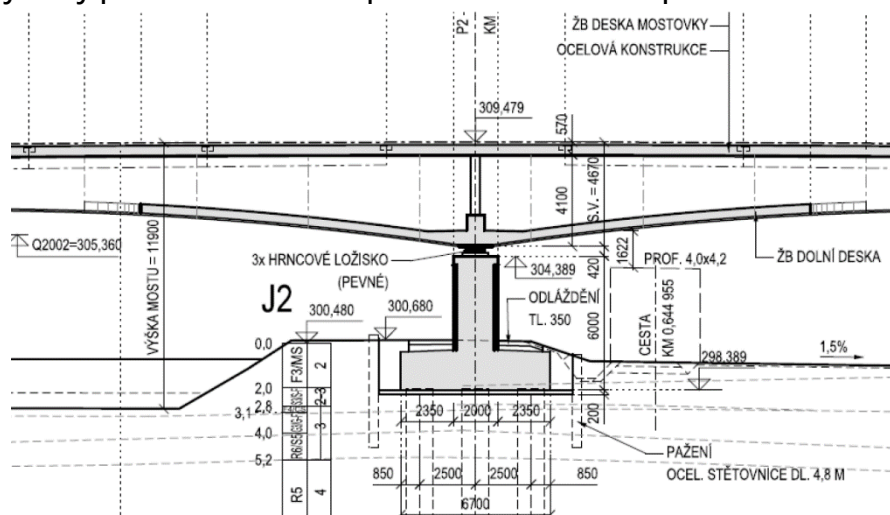 P2 -
KM
ŽB DESKA MOSTOVKY
OCELOVÁ KONSTRUKCE
309,479
570
4100
S.V. = 4670
Q2002=305,360
VÝŠKA MOSTU = 11900
3x HRNCOVÉ LOŽISKO
(PEVNÉ)
304,389
420
1622
PROF. 4,0x4,2
ŽB DOLNÍ DESKA
J2
300,480
300,680
ODLÁŽDĚNÍ
TL. 350
6000
CESTA
KM 0,644 955
298,389
1,5%
0,0
F3/MS
2
2,0
2-3
2,8
3,1
3
4,0
5,2
R5
4
2350
2000
2350
200
PAŽENÍ
OCEL. ŠTĚTOVNICE DL. 4,8 M
850
2500
2500
850
6700